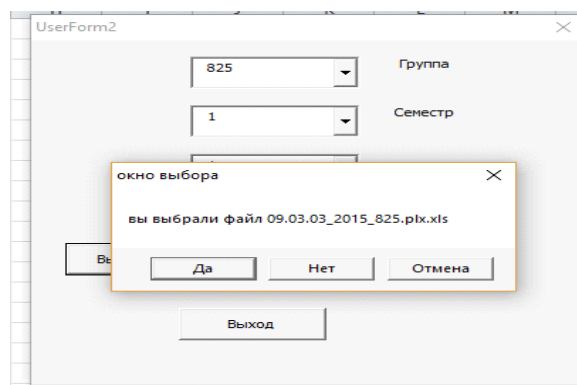 UserForm2
825
Группа
1
Семестр
окно выбора
вы выбрали файл 09.03.03_2015_825.plx.xls
Да
Нет
Отмена
Выход